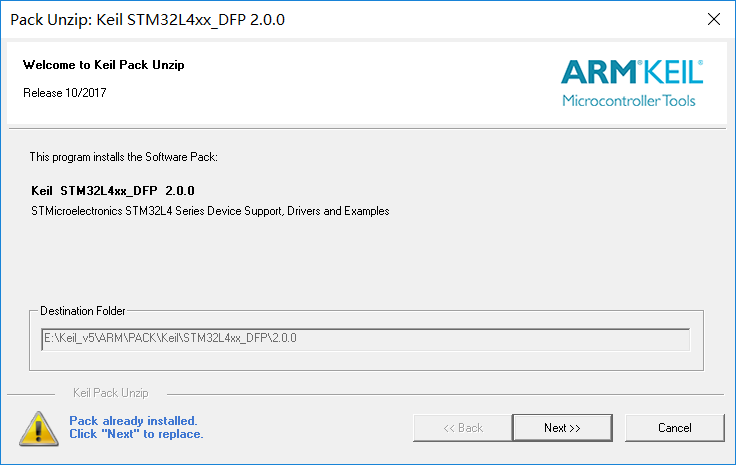 Pack Unzip: Keil STM32L4xx_DFP 2.0.0
Welcome to Keil Pack Unzip
Release 10/2017
ARM KEIL
Microcontroller Tools
This program installs the Software Pack:
Keil STM32L4xx_DFP 2.0.0
STMicroelectronics STM32L4 Series Device Support, Drivers and Examples
Destination Folder
E:\Keil_v5\ARM\PACK\Keil\STM32L4xx_DFP\2.0.0
Keil Pack Unzip
Pack already installed.
Click "Next" to replace.
<< Back
Next >>
Cancel